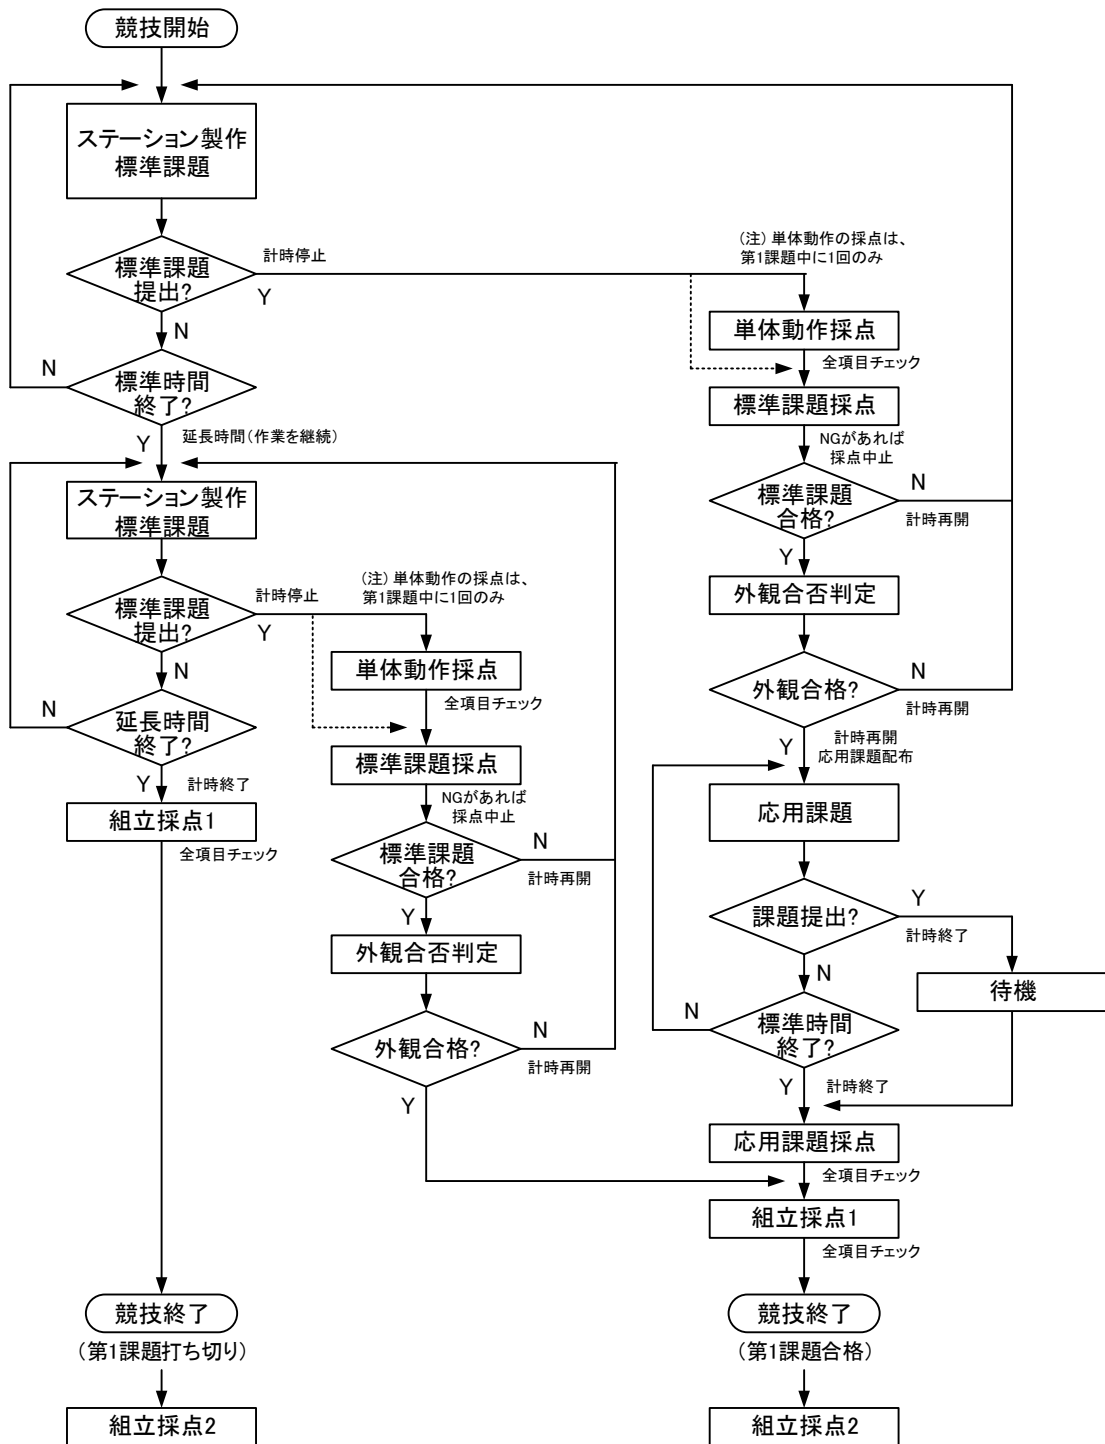 競技開始
ステーション製作
標準課題
標準課題
提出?
計時停止
Y
N
標準時間
終了?
N
Y
延長時間(作業を継続)
ステーション製作
標準課題
標準課題
提出?
計時停止
Y
N
延長時間
終了?
N
Y
計時終了
組立採点1
全項目チェック
(注) 単体動作の採点は、
第1課題中に1回のみ
単体動作採点
全項目チェック
標準課題採点
NGがあれば
採点中止
標準課題
合格?
N
計時再開
Y
外観合否判定
外観合格?
N
計時再開
Y
(注) 単体動作の採点は、
第1課題中に1回のみ
単体動作採点
全項目チェック
標準課題採点
NGがあれば
採点中止
標準課題
合格?
N
計時再開
Y
外観合否判定
外観合格?
N
計時再開
Y
計時再開
応用課題配布
応用課題
課題提出?
Y
計時終了
待機
N
標準時間
終了?
N
Y
計時終了
応用課題採点
全項目チェック
組立採点1
全項目チェック
競技終了
(第1課題打ち切り)
組立採点2
競技終了
(第1課題合格)
組立採点2